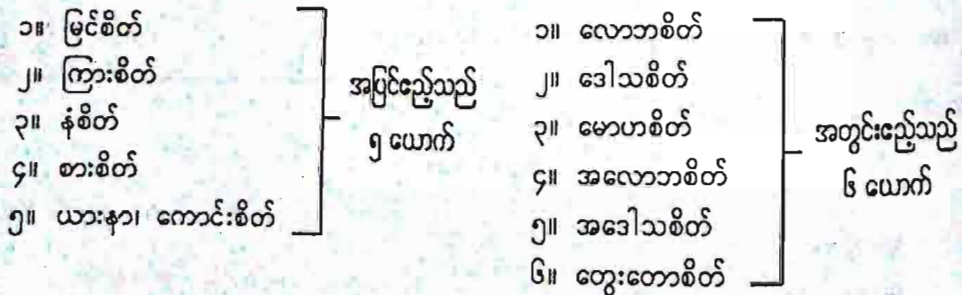 ၁။ မြင်စိတ်
၂။ ကြားစိတ်
၃။ နံစိတ်
၄။ စားစိတ်
၅။ ယားနာ၊ ကောင်းစိတ်
အပြင်ဧည့်သည်
၅ ယောက်
၁။ လောဘစိတ်
၂။ ဒေါသစိတ်
၃။ မောဟစိတ်
၄။ အလောဘစိတ်
၅။ အဒေါသစိတ်
၆။ တွေးတောစိတ်
အတွင်းဧည့်သည်
၆ ယောက်